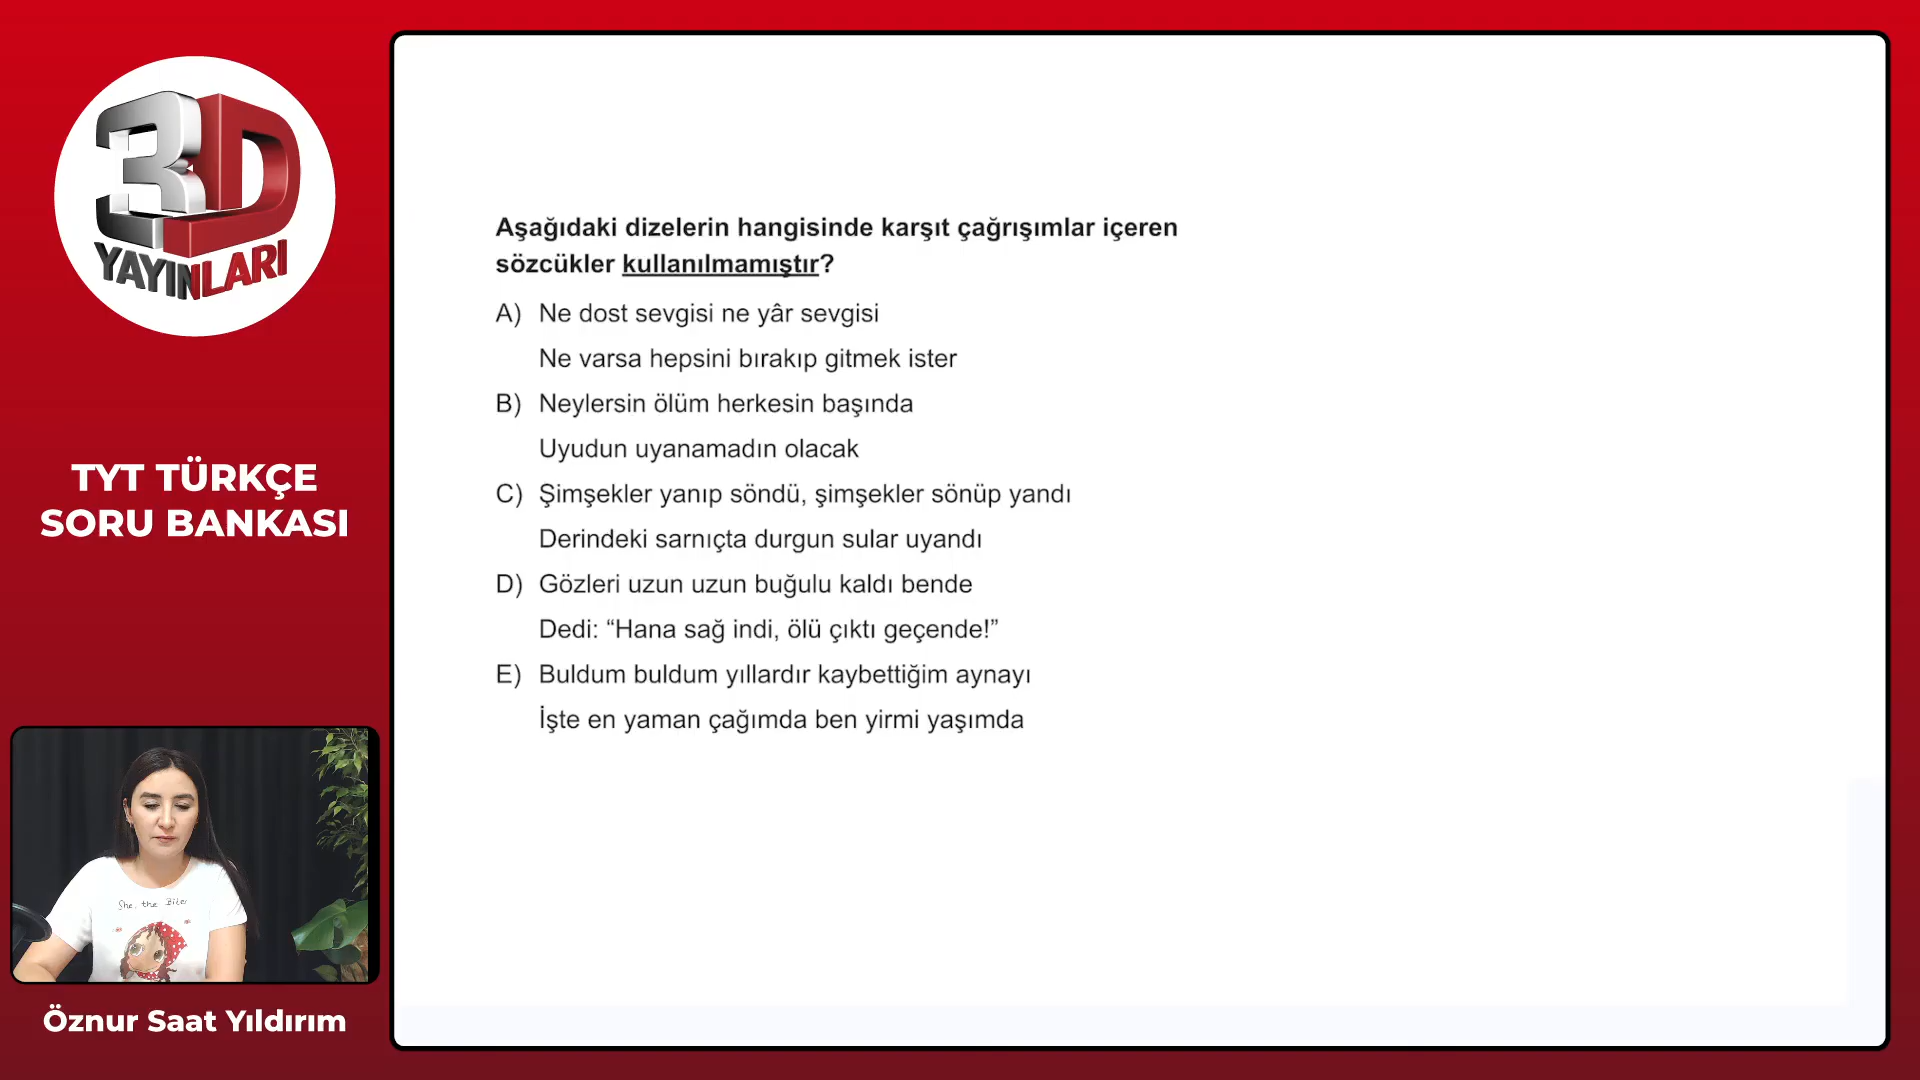 3D
YAYINLARI
TYT TÜRKÇE
SORU BANKASI
She, the Biter
Öznur Saat Yıldırım
Aşağıdaki dizelerin hangisinde karşıt çağrışımlar içeren
sözcükler kullanılmamıştır?
A) Ne dost sevgisi ne yâr sevgisi
Ne varsa hepsini bırakıp gitmek ister
B) Neylersin ölüm herkesin başında
Uyudun uyanamadın olacak
C) Şimşekler yanıp söndü, şimşekler sönüp yandı
Derindeki sarnıçta durgun sular uyandı
D) Gözleri uzun uzun buğulu kaldı bende
Dedi: “Hana sağ indi, ölü çıktı geçende!”
E) Buldum buldum yıllardır kaybettiğim aynayı
İşte en yaman çağımda ben yirmi yaşımda